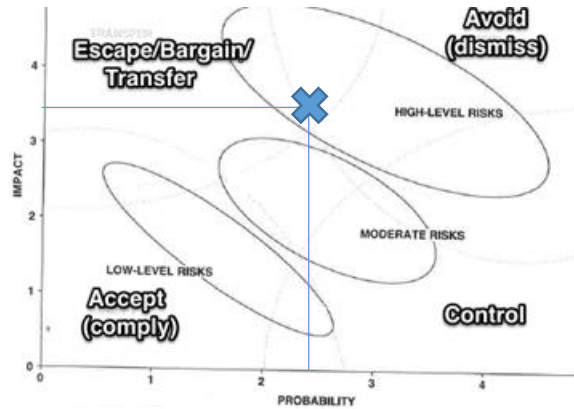 TRANSFER
Escape/Bargain/
Transfer
Avoid
(dismiss)
4
HIGH-LEVEL RISKS
3
IMPACT
2
MODERATE RISKS
LOW-LEVEL RISKS
1
Accept
(comply)
Control
0
0
1
2
3
4
PROBABILITY